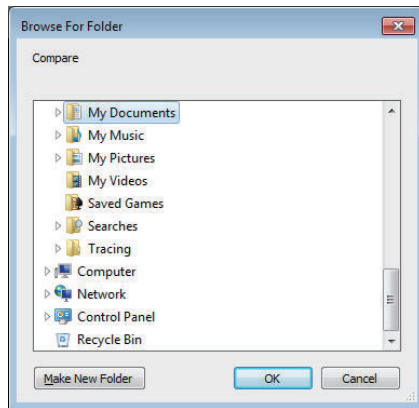 Browse For Folder
Compare
My Documents
My Music
My Pictures
My Videos
Saved Games
Searches
Tracing
Computer
Network
Control Panel
Recycle Bin
Make New Folder OK Cancel